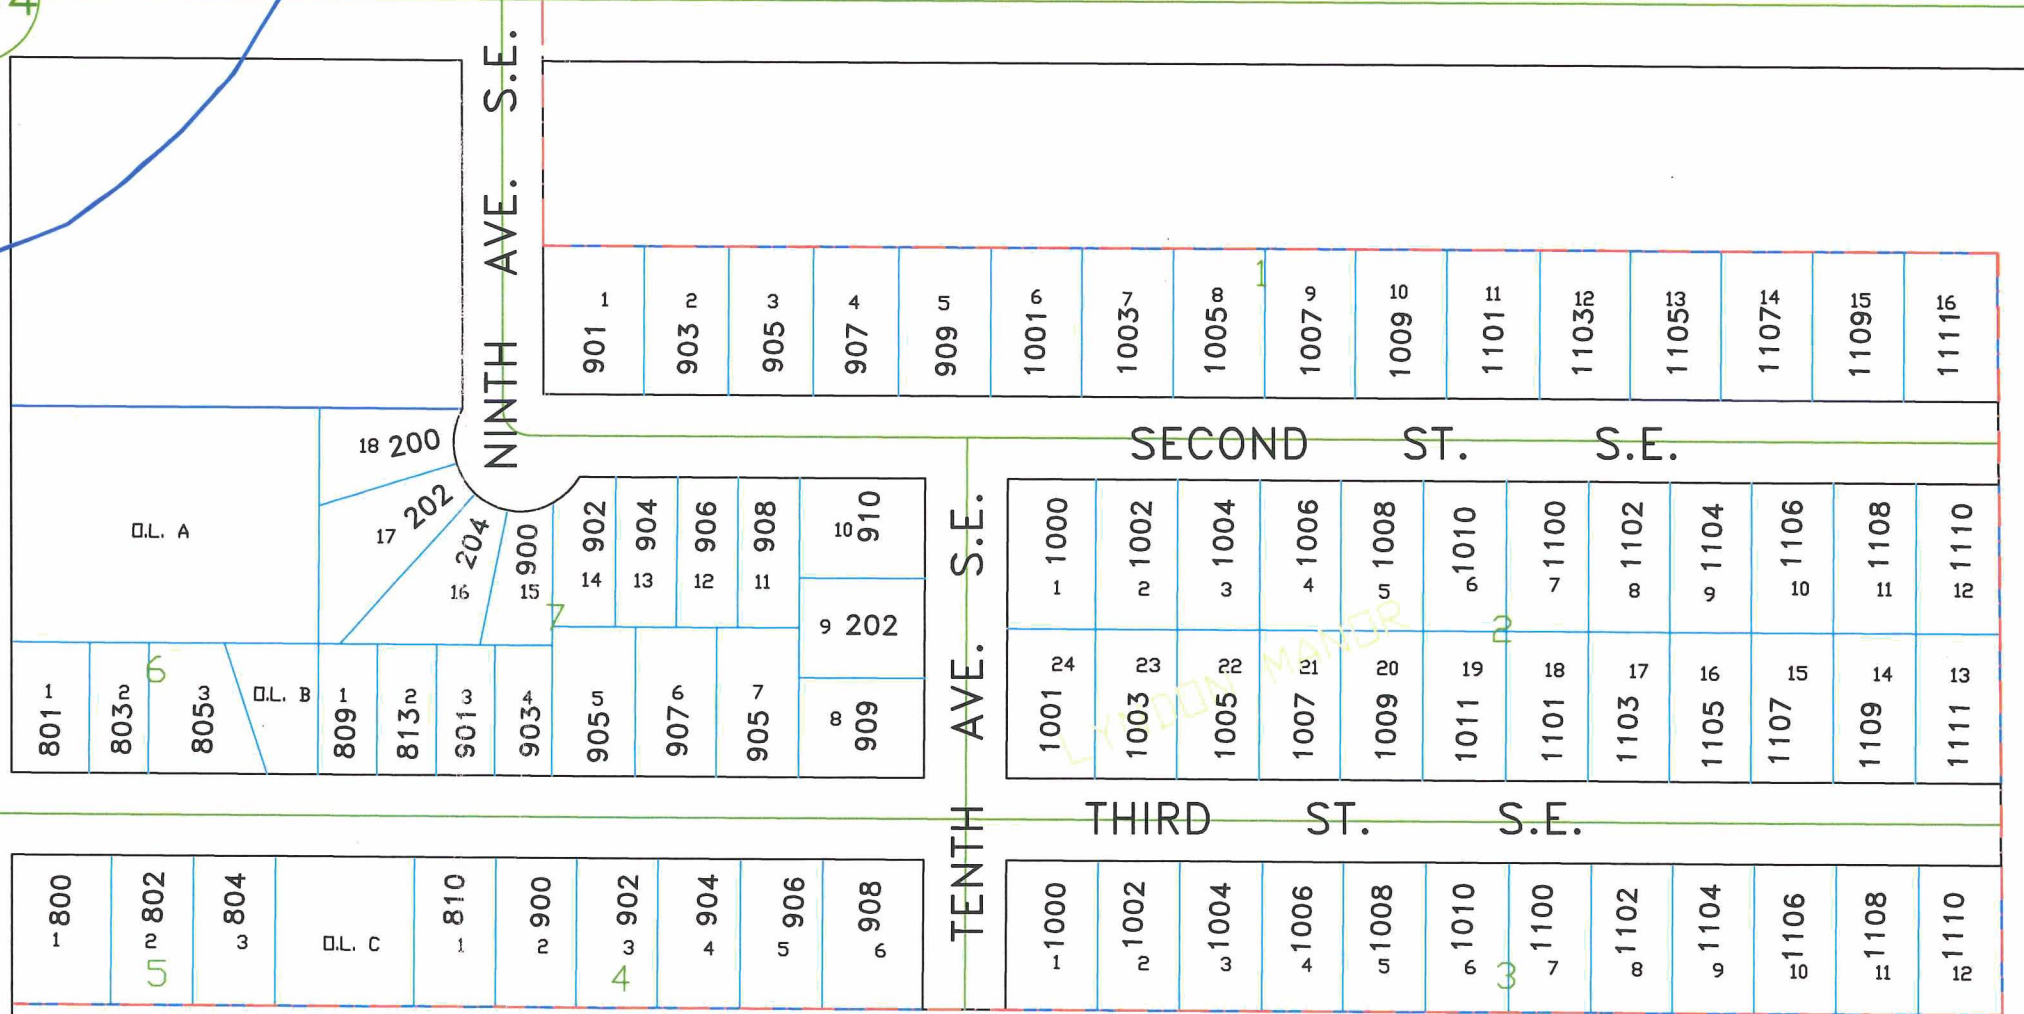 4
NINTH AVE. S.E.
1
1 2 3 4 5 6 7 8 9 10 11 12 13 14 15 16
901 903 905 907 909 1001 1003 1005 1007 1009 1101 1103 1105 1107 1109 1111
SECOND ST. S.E.
18 200
17 202
16 204
15 900
O.L. A
902 904 906 908
14 13 12 11
10 910
9 202
8 909
7
TENTH AVE. S.E.
1000 1002 1004 1006 1008 1010 1100 1102 1104 1106 1108 1110
1 2 3 4 5 6 7 8 9 10 11 12
2
LYNDON MANOR
24 23 22 21 20 19 18 17 16 15 14 13
1001 1003 1005 1007 1009 1011 1101 1103 1105 1107 1109 1111
6
1 2 3 O.L. B 1 2 3 4 5 6 7
801 803 805 809 813 901 903 905 907 905
THIRD ST. S.E.
800 802 804 810 900 902 904 906 908
1 2 3 O.L. C 1 2 3 4 5 6
5 4
1000 1002 1004 1006 1008 1010 1100 1102 1104 1106 1108 1110
1 2 3 4 5 6 7 8 9 10 11 12
3